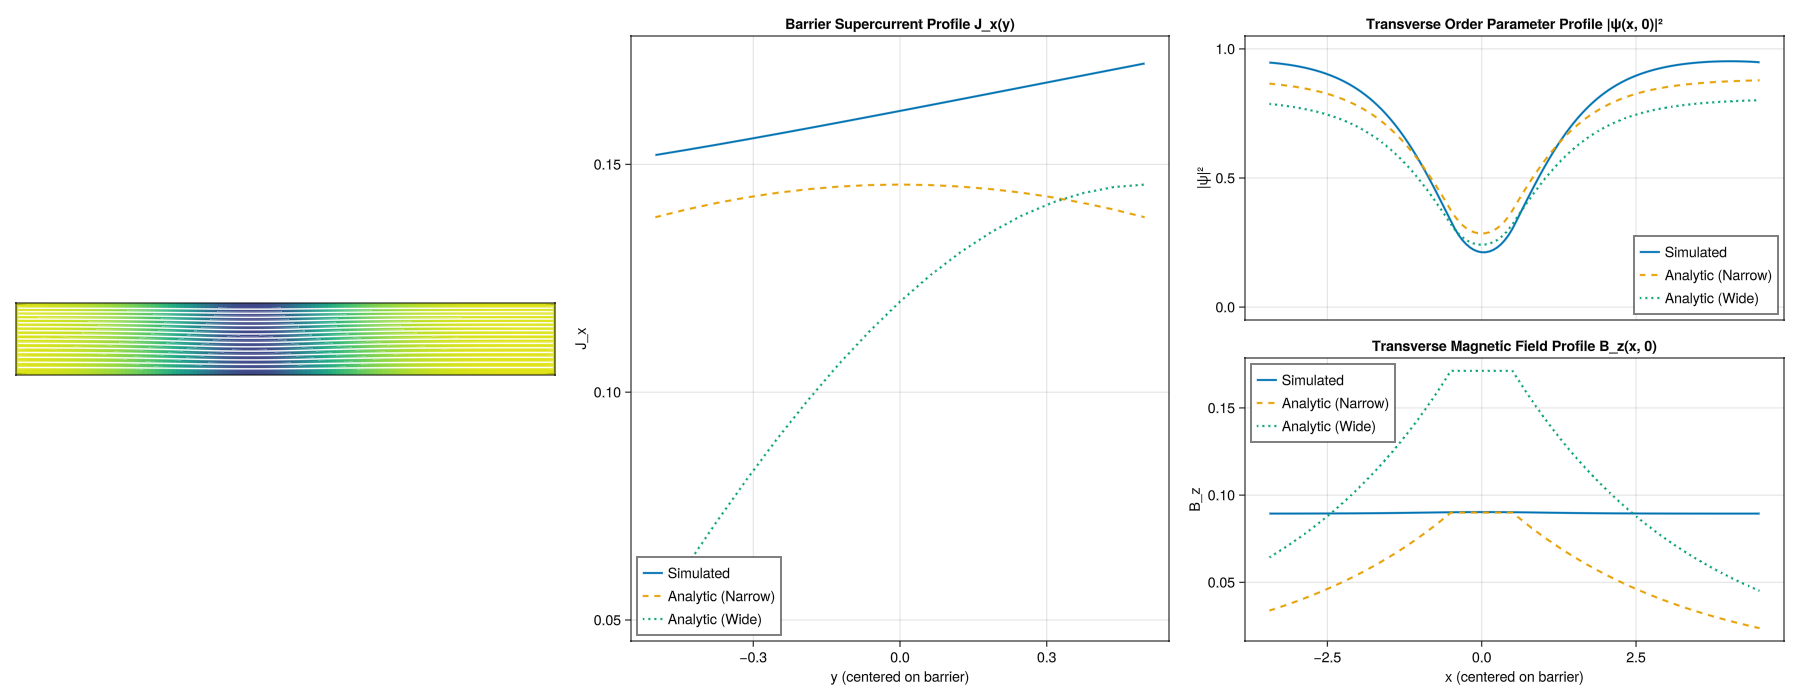 Barrier Supercurrent Profile J_x(y)
J_x
0.15
0.10
0.05
Simulated
Analytic (Narrow)
Analytic (Wide)
−0.3
0.0
0.3
y (centered on barrier)
Transverse Order Parameter Profile |ψ(x, 0)|²
|ψ|²
1.0
0.5
0.0
Simulated
Analytic (Narrow)
Analytic (Wide)
Transverse Magnetic Field Profile B_z(x, 0)
B_z
Simulated
Analytic (Narrow)
Analytic (Wide)
0.15
0.10
0.05
−2.5
0.0
2.5
x (centered on barrier)